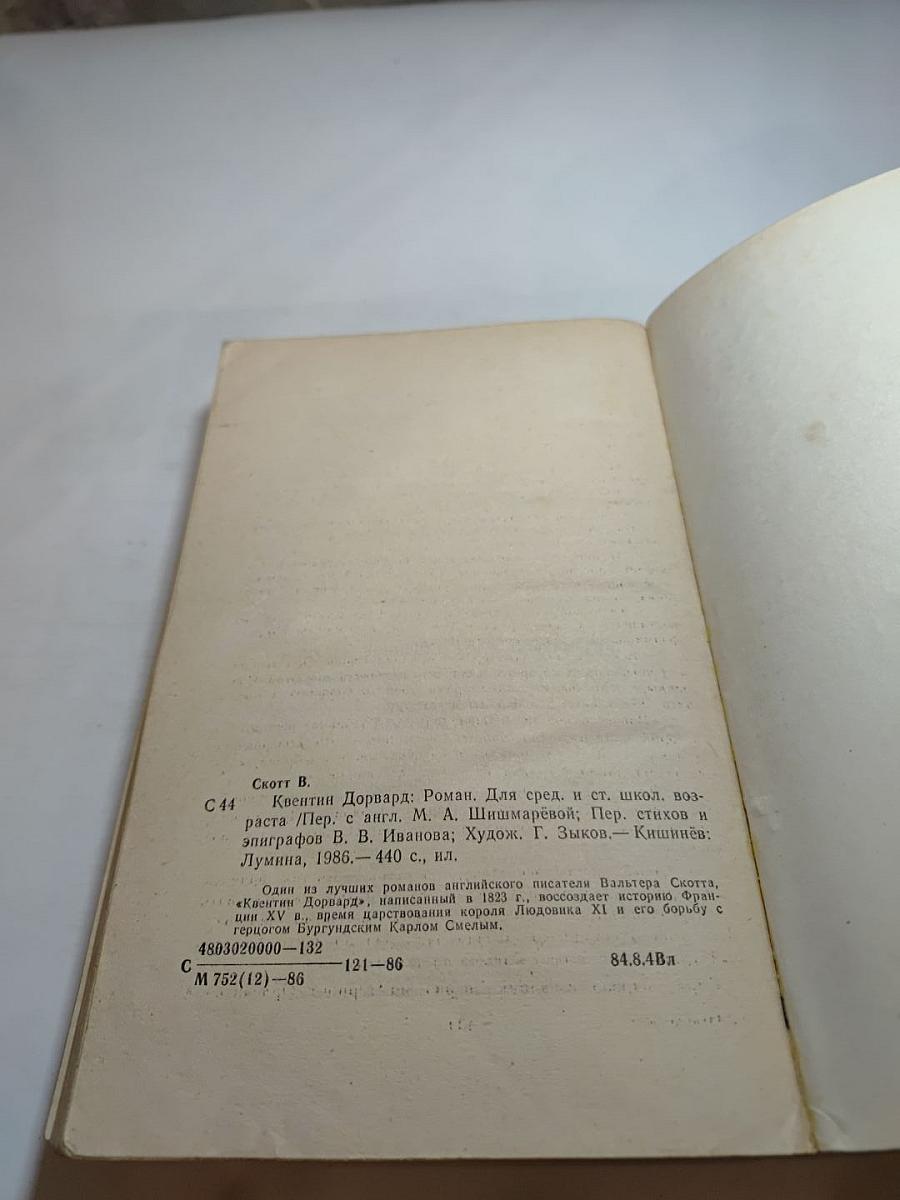 Скотт В.
С 44 Квентин Дорвард: Роман. Для сред. и ст. школ. воз-
раста /Пер. с англ. М. А. Шишмарёвой; Пер. стихов и
эпиграфов В. В. Иванова; Худож. Г. Зыков.— Кишинёв:
Лумина, 1986.— 440 с., ил.
Один из лучших романов английского писателя Вальтера Скотта,
«Квентин Дорвард», написанный в 1823 г., воссоздает историю Фран-
ции XV в., время царствования короля Людовика XI и его борьбу с
герцогом Бургундским Карлом Смелым.
4803020000—132
С 121—86 84.8.4Вл
М 752(12)—86